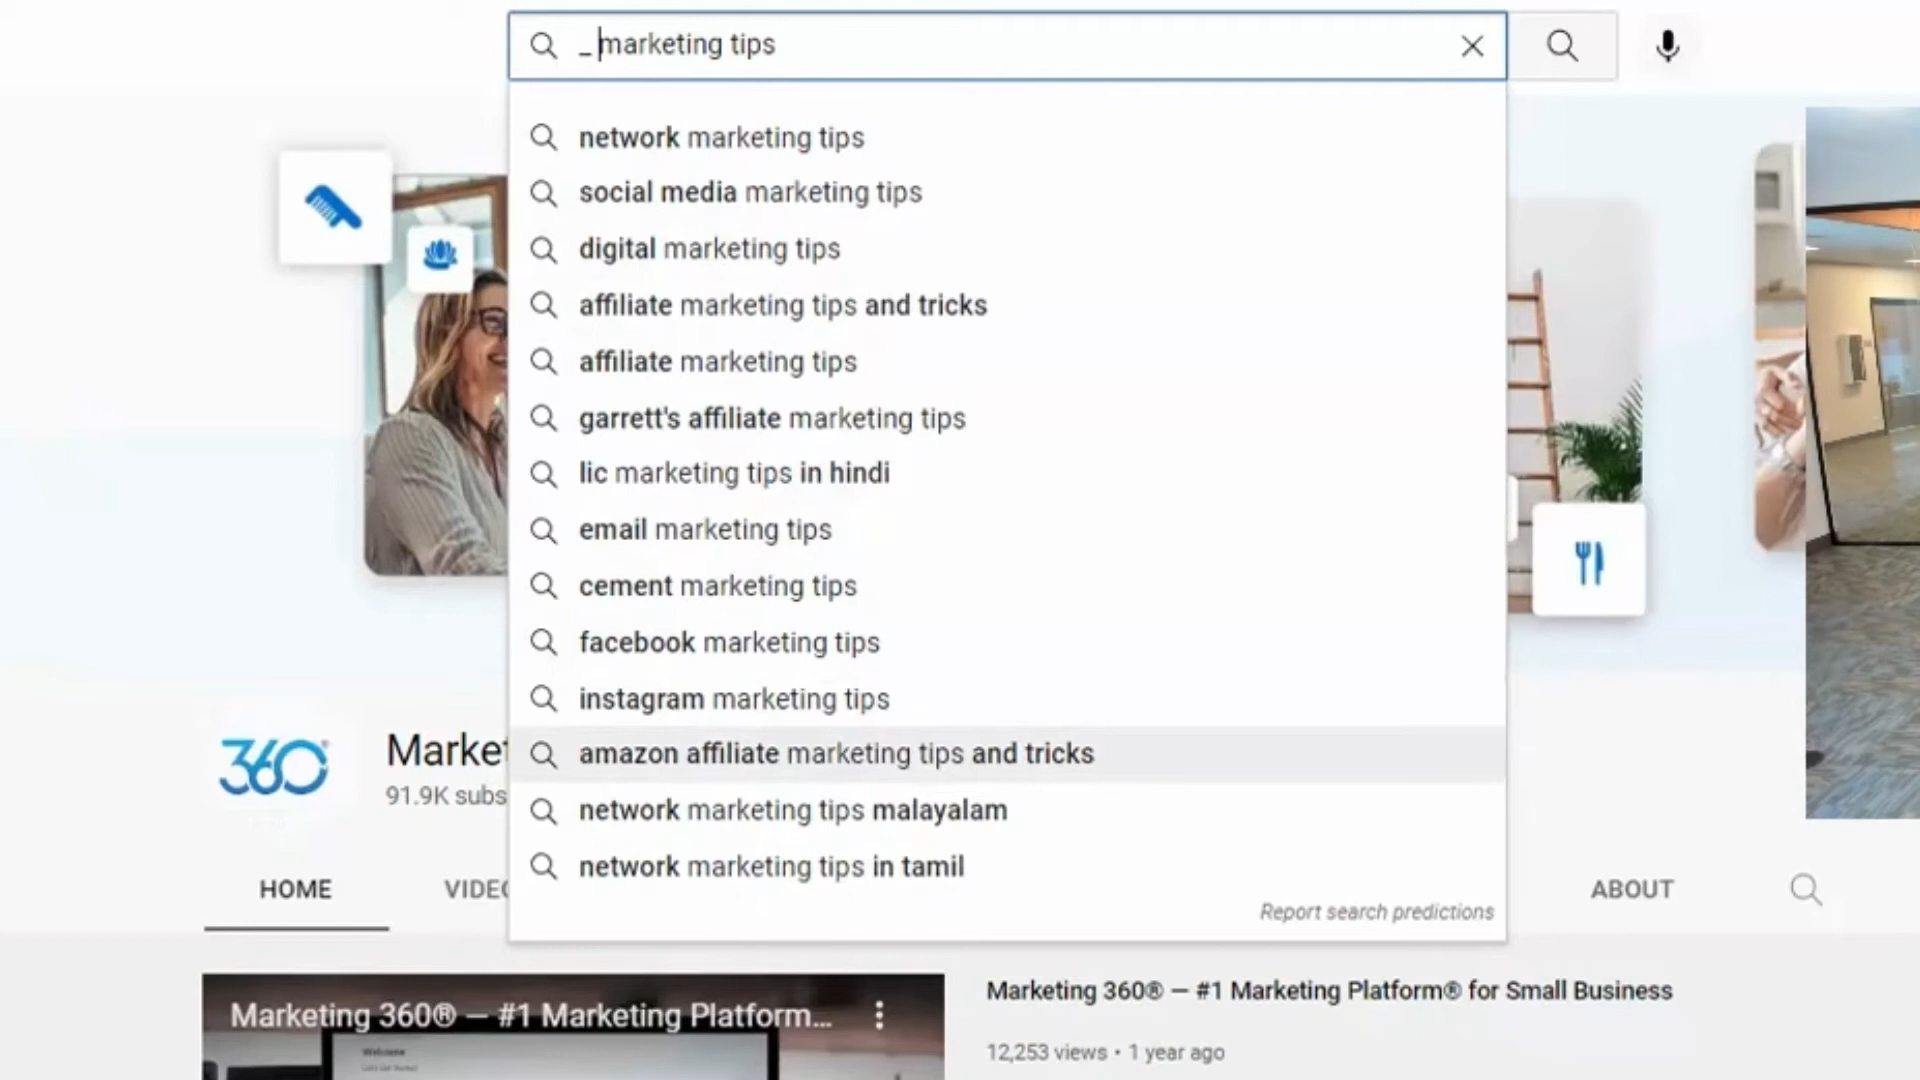 _ marketing tips
network marketing tips
social media marketing tips
digital marketing tips
affiliate marketing tips and tricks
affiliate marketing tips
garrett's affiliate marketing tips
lic marketing tips in hindi
email marketing tips
cement marketing tips
facebook marketing tips
instagram marketing tips
amazon affiliate marketing tips and tricks
network marketing tips malayalam
network marketing tips in tamil
Report search predictions
360®
Market
91.9K subs
HOME
VIDEO
ABOUT
Marketing 360® — #1 Marketing Platform...
Welcome
Marketing 360® — #1 Marketing Platform® for Small Business
12,253 views • 1 year ago